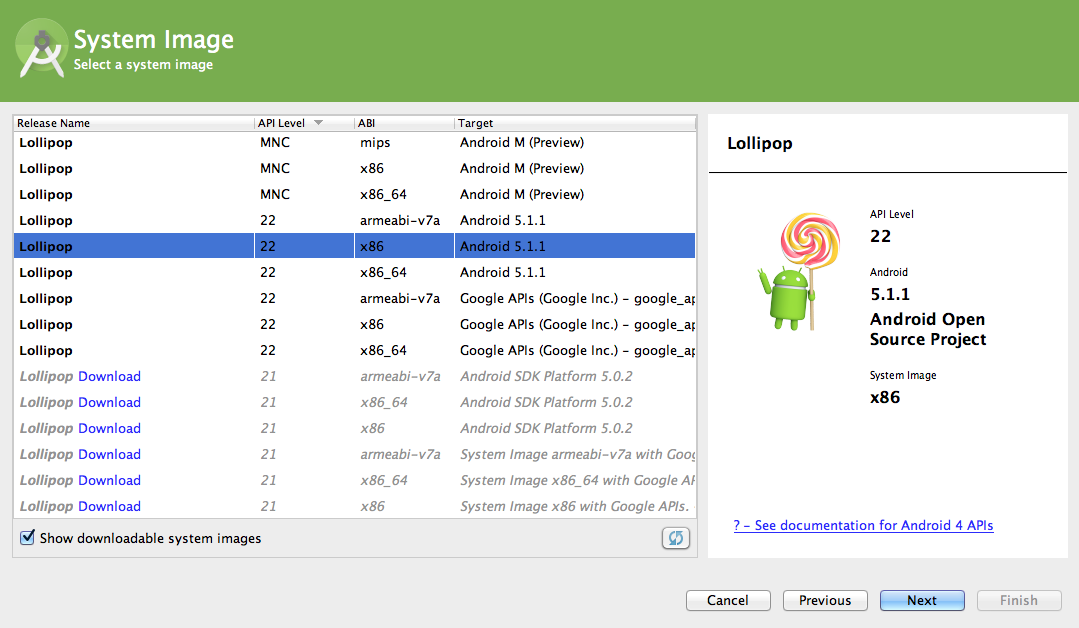 System Image
Select a system image
Release Name API Level ABI Target
Lollipop MNC mips Android M (Preview)
Lollipop MNC x86 Android M (Preview)
Lollipop MNC x86_64 Android M (Preview)
Lollipop 22 armeabi-v7a Android 5.1.1
Lollipop 22 x86 Android 5.1.1
Lollipop 22 x86_64 Android 5.1.1
Lollipop 22 armeabi-v7a Google APIs (Google Inc.) - google_ap
Lollipop 22 x86 Google APIs (Google Inc.) - google_ap
Lollipop 22 x86_64 Google APIs (Google Inc.) - google_ap
Lollipop Download 21 armeabi-v7a Android SDK Platform 5.0.2
Lollipop Download 21 x86_64 Android SDK Platform 5.0.2
Lollipop Download 21 x86 Android SDK Platform 5.0.2
Lollipop Download 21 armeabi-v7a System Image armeabi-v7a with Goog
Lollipop Download 21 x86_64 System Image x86_64 with Google AP
Lollipop Download 21 x86 System Image x86 with Google APIs.
Show downloadable system images
Lollipop
API Level
22
Android
5.1.1
Android Open
Source Project
System Image
x86
? - See documentation for Android 4 APIs
Cancel Previous Next Finish